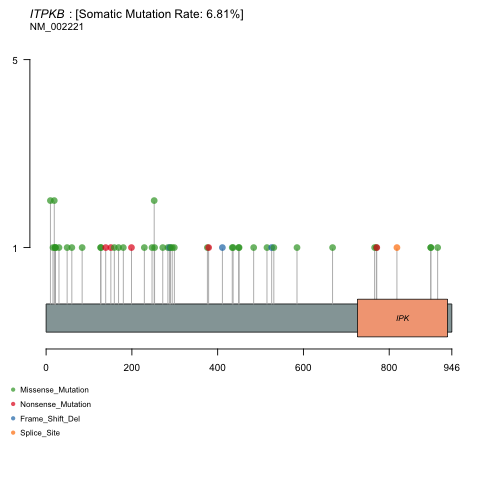 ITPKB : [Somatic Mutation Rate: 6.81%]
NM_002221
5
1
IPK
0 200 400 600 800 946
Missense_Mutation
Nonsense_Mutation
Frame_Shift_Del
Splice_Site